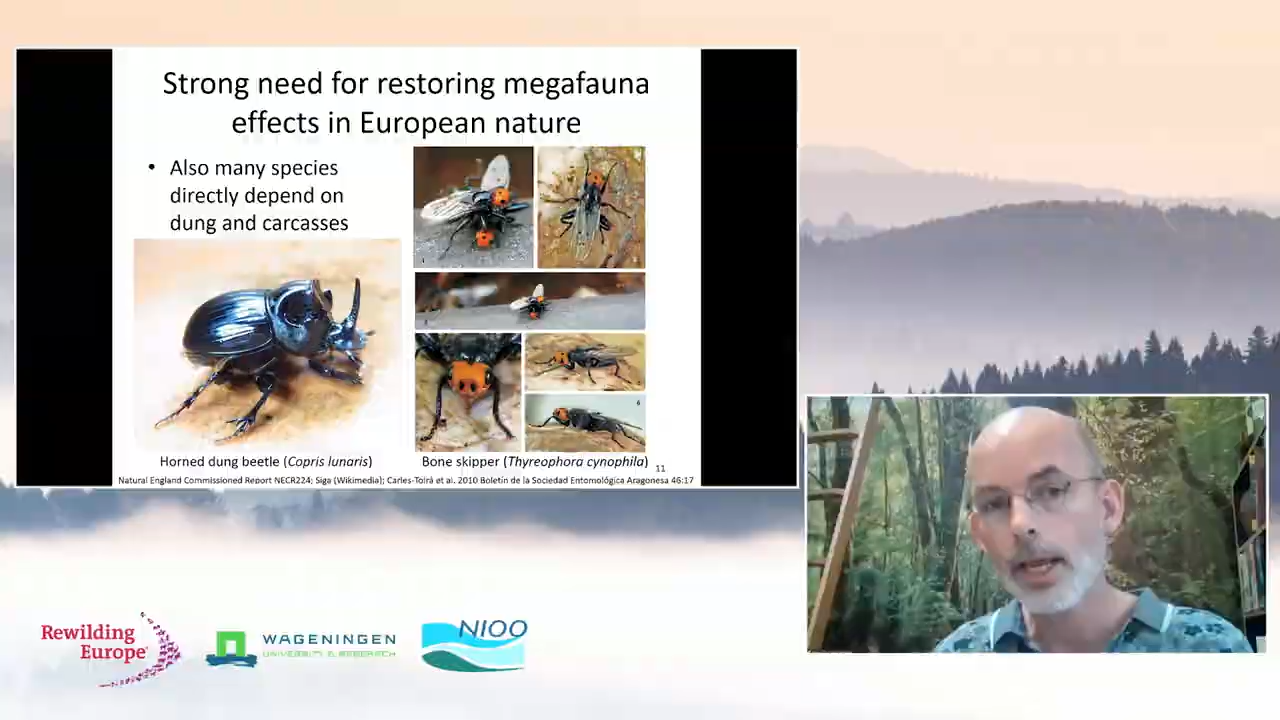 Strong need for restoring megafauna
effects in European nature
• Also many species
directly depend on
dung and carcasses
Horned dung beetle (Copris lunaris)
Bone skipper (Thyreophora cynophila)
11
Natural England Commissioned Report NECR224; Siga (Wikimedia); Carles-Toirá et al. 2010 Boletín de la Sociedad Entomológica Aragonesa 46:17
Rewilding
Europe
WAGENINGEN
UNIVERSITY & RESEARCH
NIOO